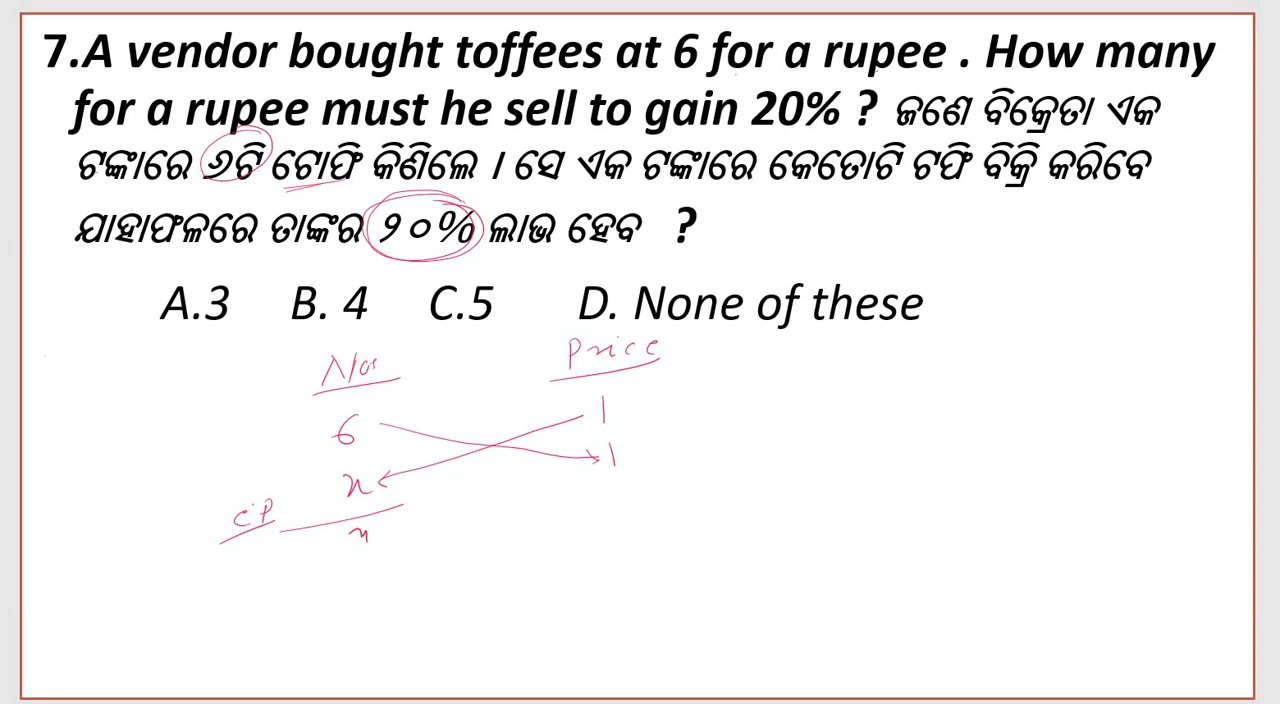 7.A vendor bought toffees at 6 for a rupee . How many
for a rupee must he sell to gain 20% ? ଜଣେ ବିକ୍ରେତା ଏକ
ଟଙ୍କାରେ ୬ଟି ଟୋଫି କିଣିଲେ । ସେ ଏକ ଟଙ୍କାରେ କେତୋଟି ଟଫି ବିକ୍ରି କରିବେ
ଯାହାଫଳରେ ତାଙ୍କର ୨୦% ଲାଭ ହେବ ?
A.3 B. 4 C.5 D. None of these
Nos Price
6 1
x 1
CP x